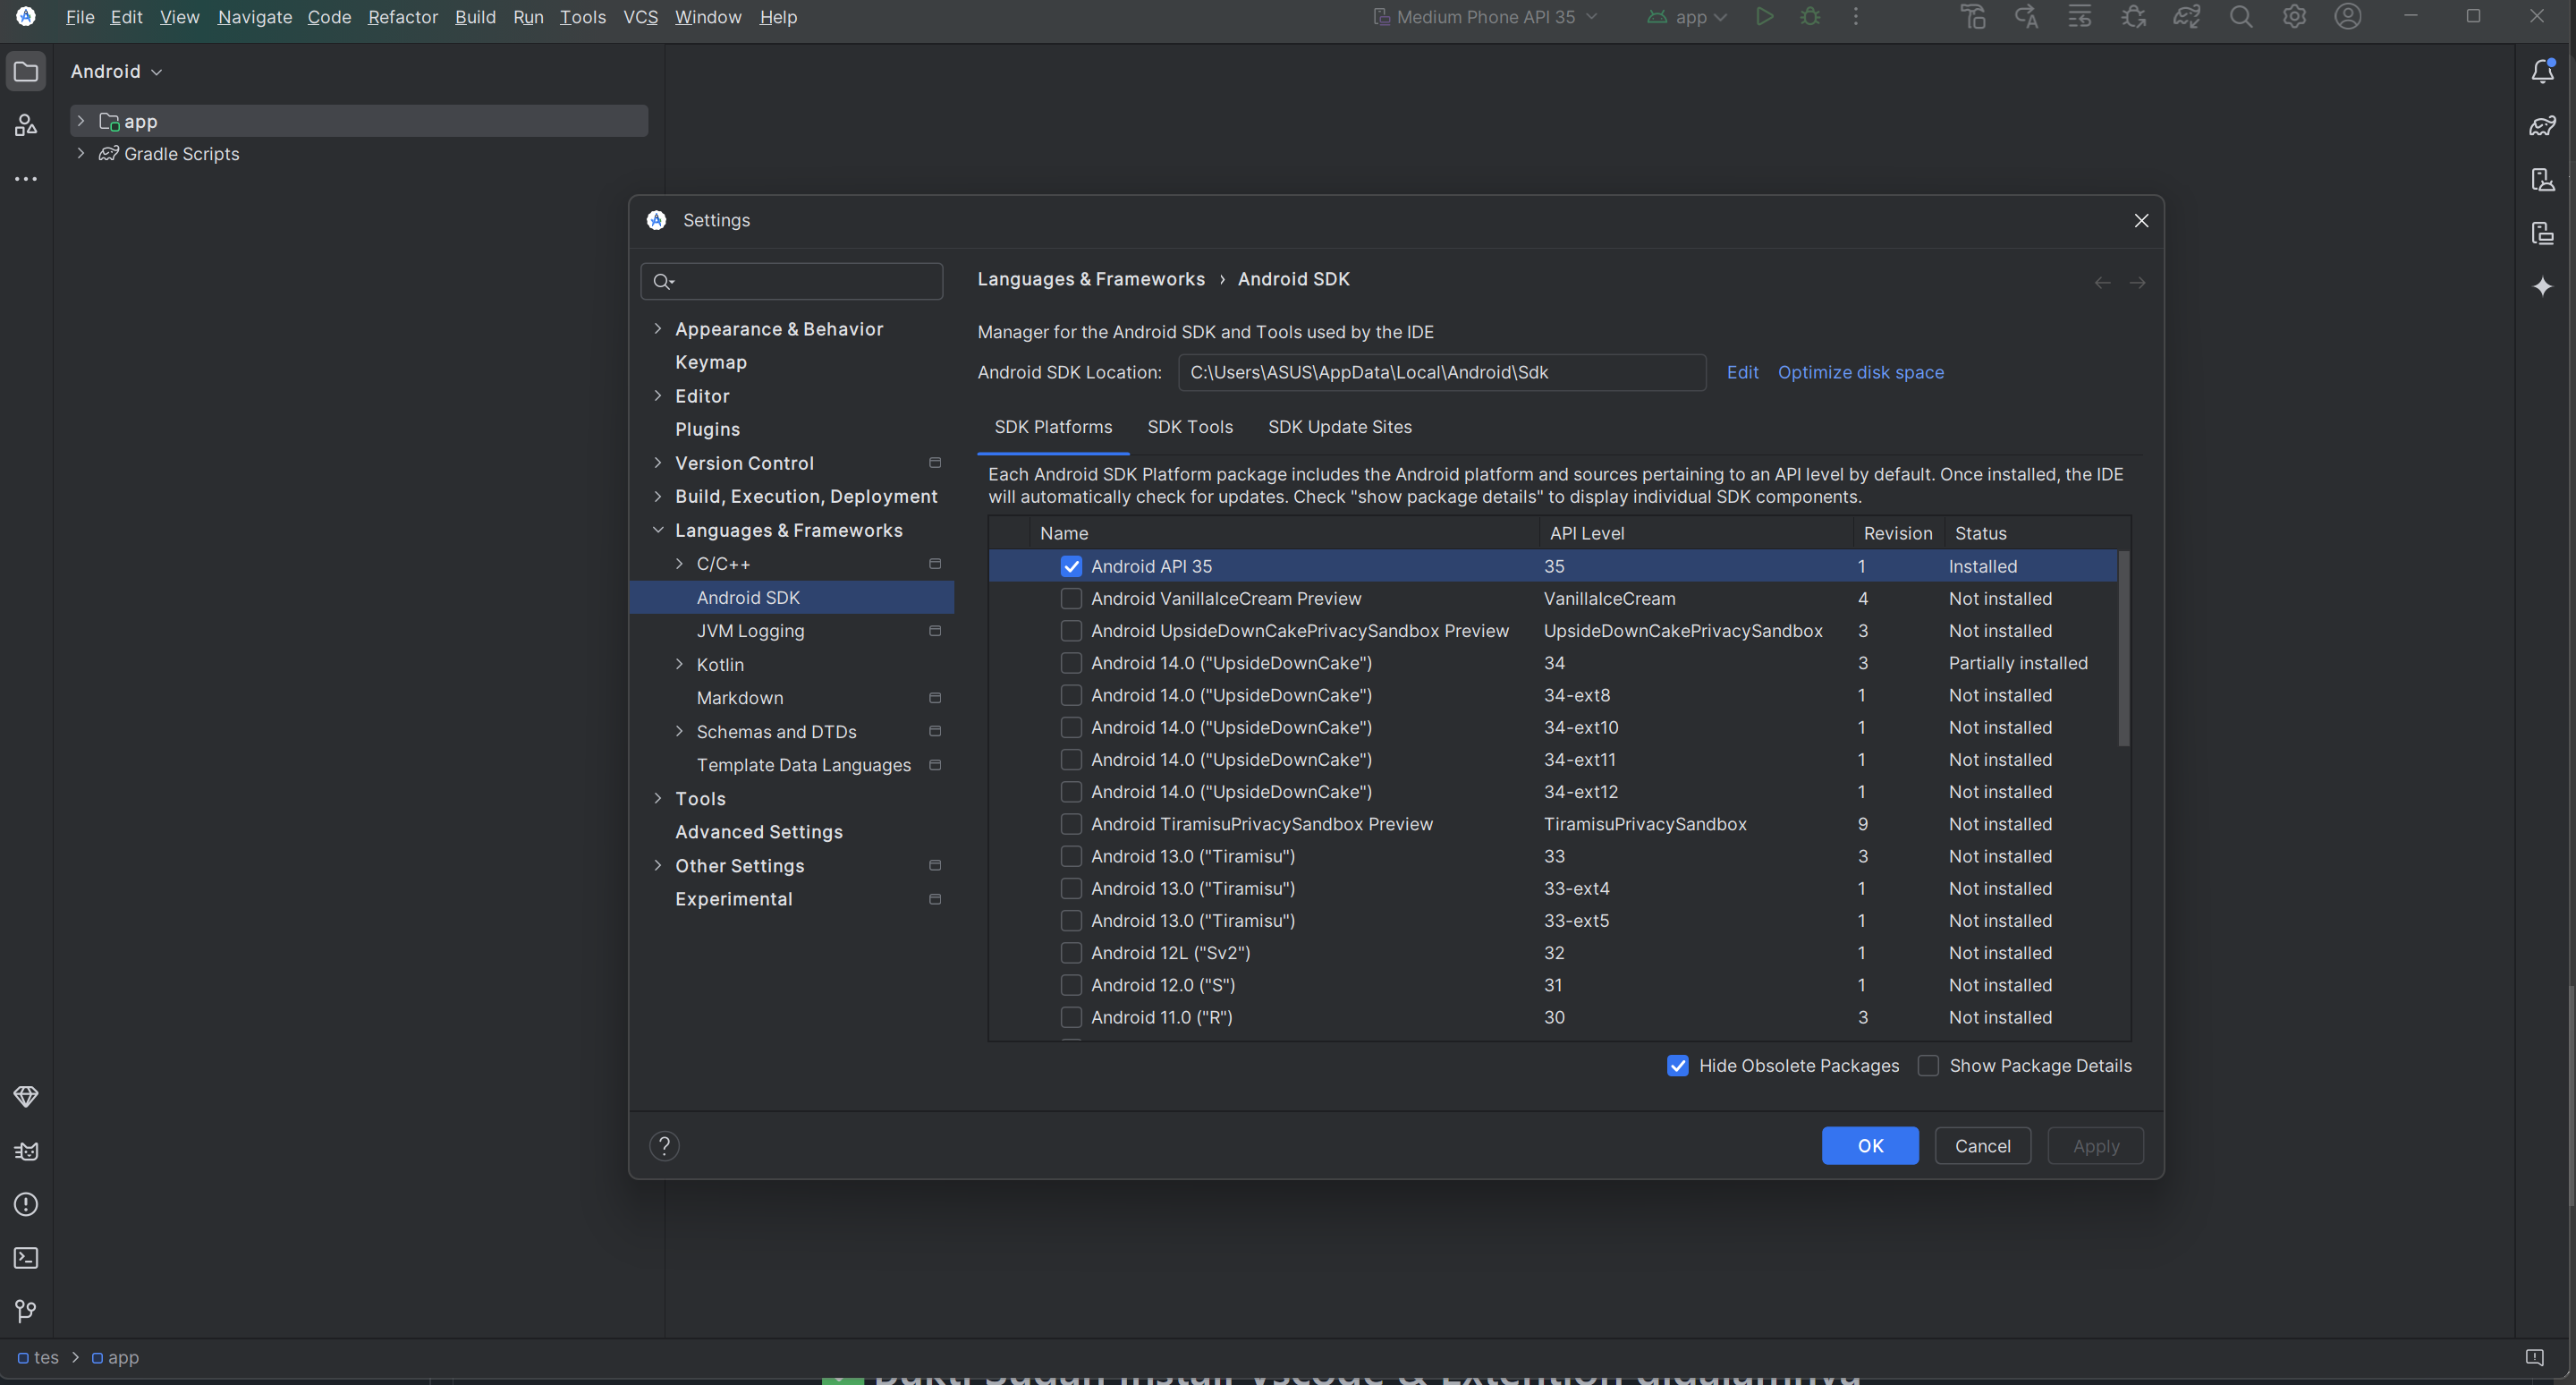 File Edit View Navigate Code Refactor Build Run Tools VCS Window Help
Medium Phone API 35
app
Android
app
Gradle Scripts
Settings
Appearance & Behavior
Keymap
Editor
Plugins
Version Control
Build, Execution, Deployment
Languages & Frameworks
C/C++
Android SDK
JVM Logging
Kotlin
Markdown
Schemas and DTDs
Template Data Languages
Tools
Advanced Settings
Other Settings
Experimental
Languages & Frameworks › Android SDK
Manager for the Android SDK and Tools used by the IDE
Android SDK Location: C:\Users\ASUS\AppData\Local\Android\Sdk Edit Optimize disk space
SDK Platforms SDK Tools SDK Update Sites
Each Android SDK Platform package includes the Android platform and sources pertaining to an API level by default. Once installed, the IDE
will automatically check for updates. Check "show package details" to display individual SDK components.
Name API Level Revision Status
Android API 35 35 1 Installed
Android VanillaIceCream Preview VanillaIceCream 4 Not installed
Android UpsideDownCakePrivacySandbox Preview UpsideDownCakePrivacySandbox 3 Not installed
Android 14.0 ("UpsideDownCake") 34 3 Partially installed
Android 14.0 ("UpsideDownCake") 34-ext8 1 Not installed
Android 14.0 ("UpsideDownCake") 34-ext10 1 Not installed
Android 14.0 ("UpsideDownCake") 34-ext11 1 Not installed
Android 14.0 ("UpsideDownCake") 34-ext12 1 Not installed
Android TiramisuPrivacySandbox Preview TiramisuPrivacySandbox 9 Not installed
Android 13.0 ("Tiramisu") 33 3 Not installed
Android 13.0 ("Tiramisu") 33-ext4 1 Not installed
Android 13.0 ("Tiramisu") 33-ext5 1 Not installed
Android 12L ("Sv2") 32 1 Not installed
Android 12.0 ("S") 31 1 Not installed
Android 11.0 ("R") 30 3 Not installed
Hide Obsolete Packages Show Package Details
? OK Cancel Apply
tes > app